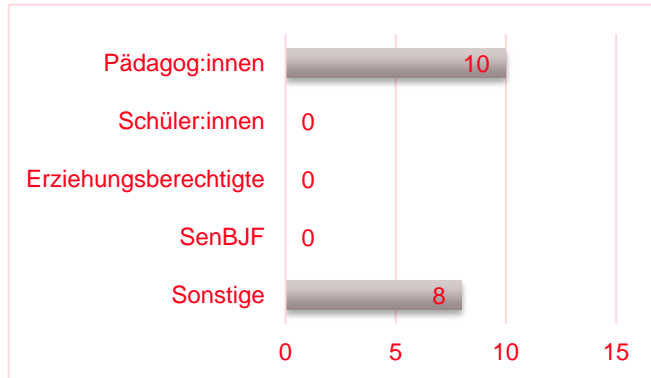 Pädagog:innen 10
Schüler:innen 0
Erziehungsberechtigte 0
SenBJF 0
Sonstige 8
0 5 10 15